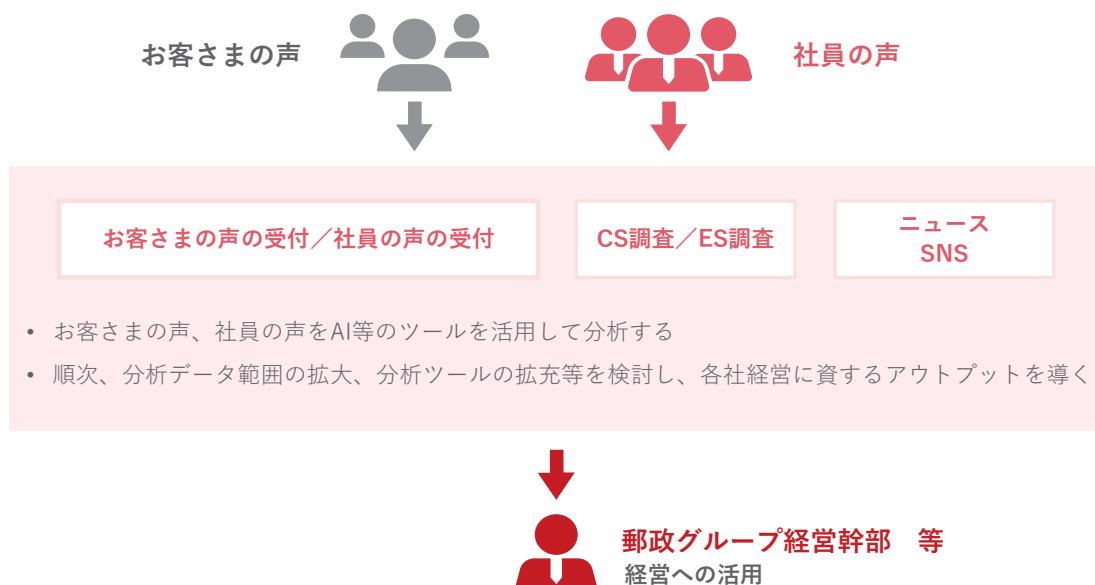 お客さまの声
社員の声
お客さまの声の受付／社員の声の受付
CS調査／ES調査
ニュース
SNS
• お客さまの声、社員の声をAI等のツールを活用して分析する
• 順次、分析データ範囲の拡大、分析ツールの拡充等を検討し、各社経営に資するアウトプットを導く
郵政グループ経営幹部　等
経営への活用